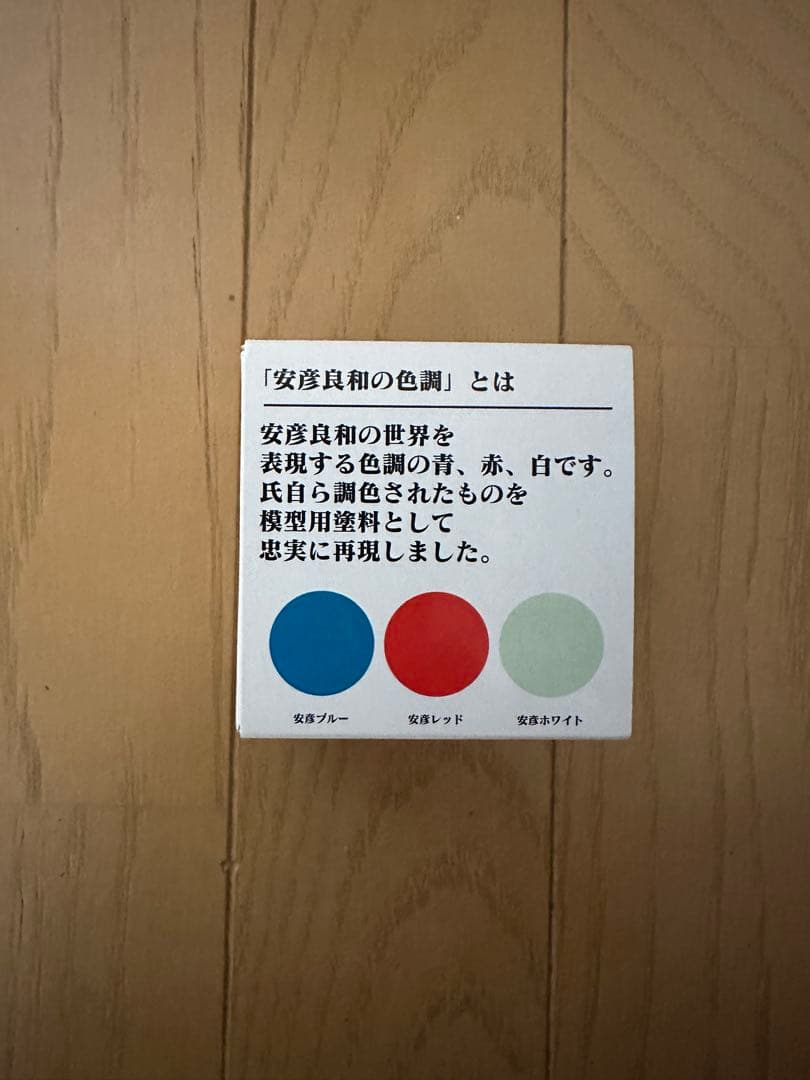 「安彦良和の色調」とは
安彦良和の世界を
表現する色調の青、赤、白です。
氏自ら調色されたものを
模型用塗料として
忠実に再現しました。
安彦ブルー
安彦レッド
安彦ホワイト